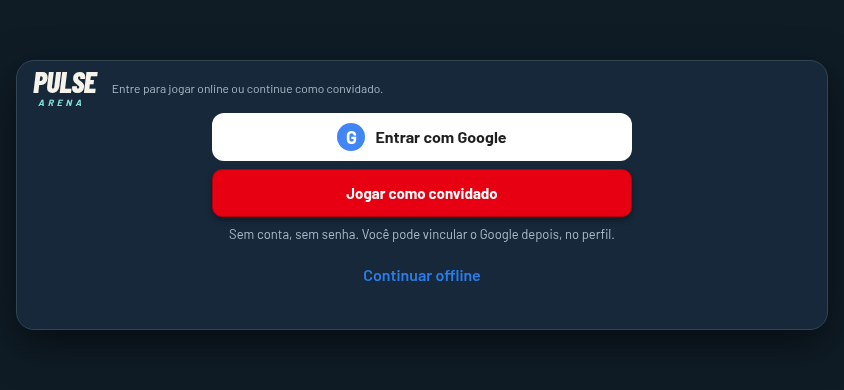 PULSE
ARENA
Entre para jogar online ou continue como convidado.
G Entrar com Google
Jogar como convidado
Sem conta, sem senha. Você pode vincular o Google depois, no perfil.
Continuar offline